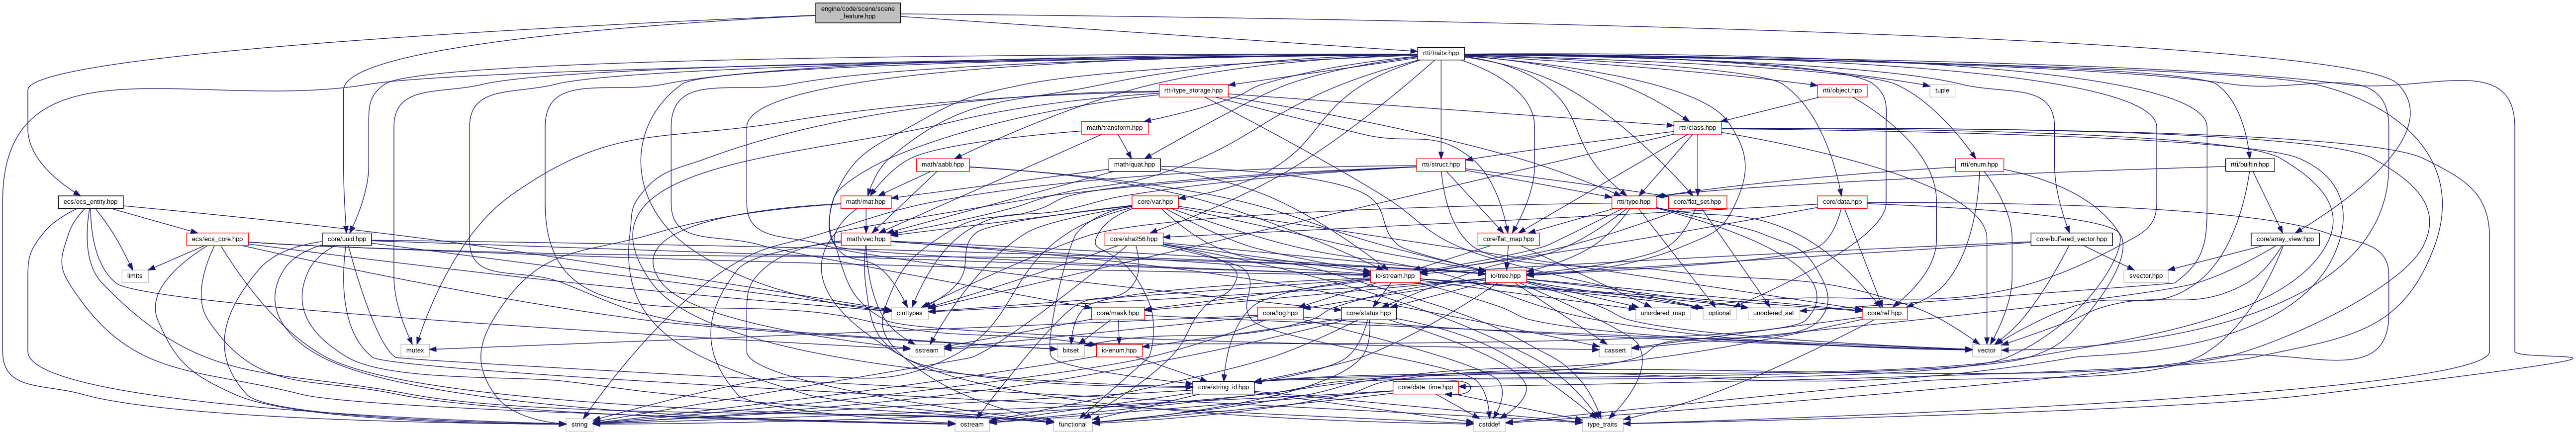 engine/code/scene/scene
_feature.hpp
rtti/traits.hpp
rtti/type_storage.hpp
rtti/object.hpp
tuple
math/transform.hpp
rtti/class.hpp
math/aabb.hpp
math/quat.hpp
rtti/struct.hpp
rtti/enum.hpp
rtti/builtin.hpp
ecs/ecs_entity.hpp
math/mat.hpp
core/var.hpp
rtti/type.hpp
core/flat_set.hpp
core/data.hpp
ecs/ecs_core.hpp
core/uuid.hpp
math/vec.hpp
core/sha256.hpp
core/flat_map.hpp
core/buffered_vector.hpp
core/array_view.hpp
limits
io/stream.hpp
io/tree.hpp
svector.hpp
cinttypes
core/mask.hpp
core/log.hpp
core/status.hpp
unordered_map
optional
unordered_set
core/ref.hpp
mutex
sstream
bitset
io/enum.hpp
cassert
vector
core/string_id.hpp
core/date_time.hpp
string
ostream
functional
cstddef
type_traits